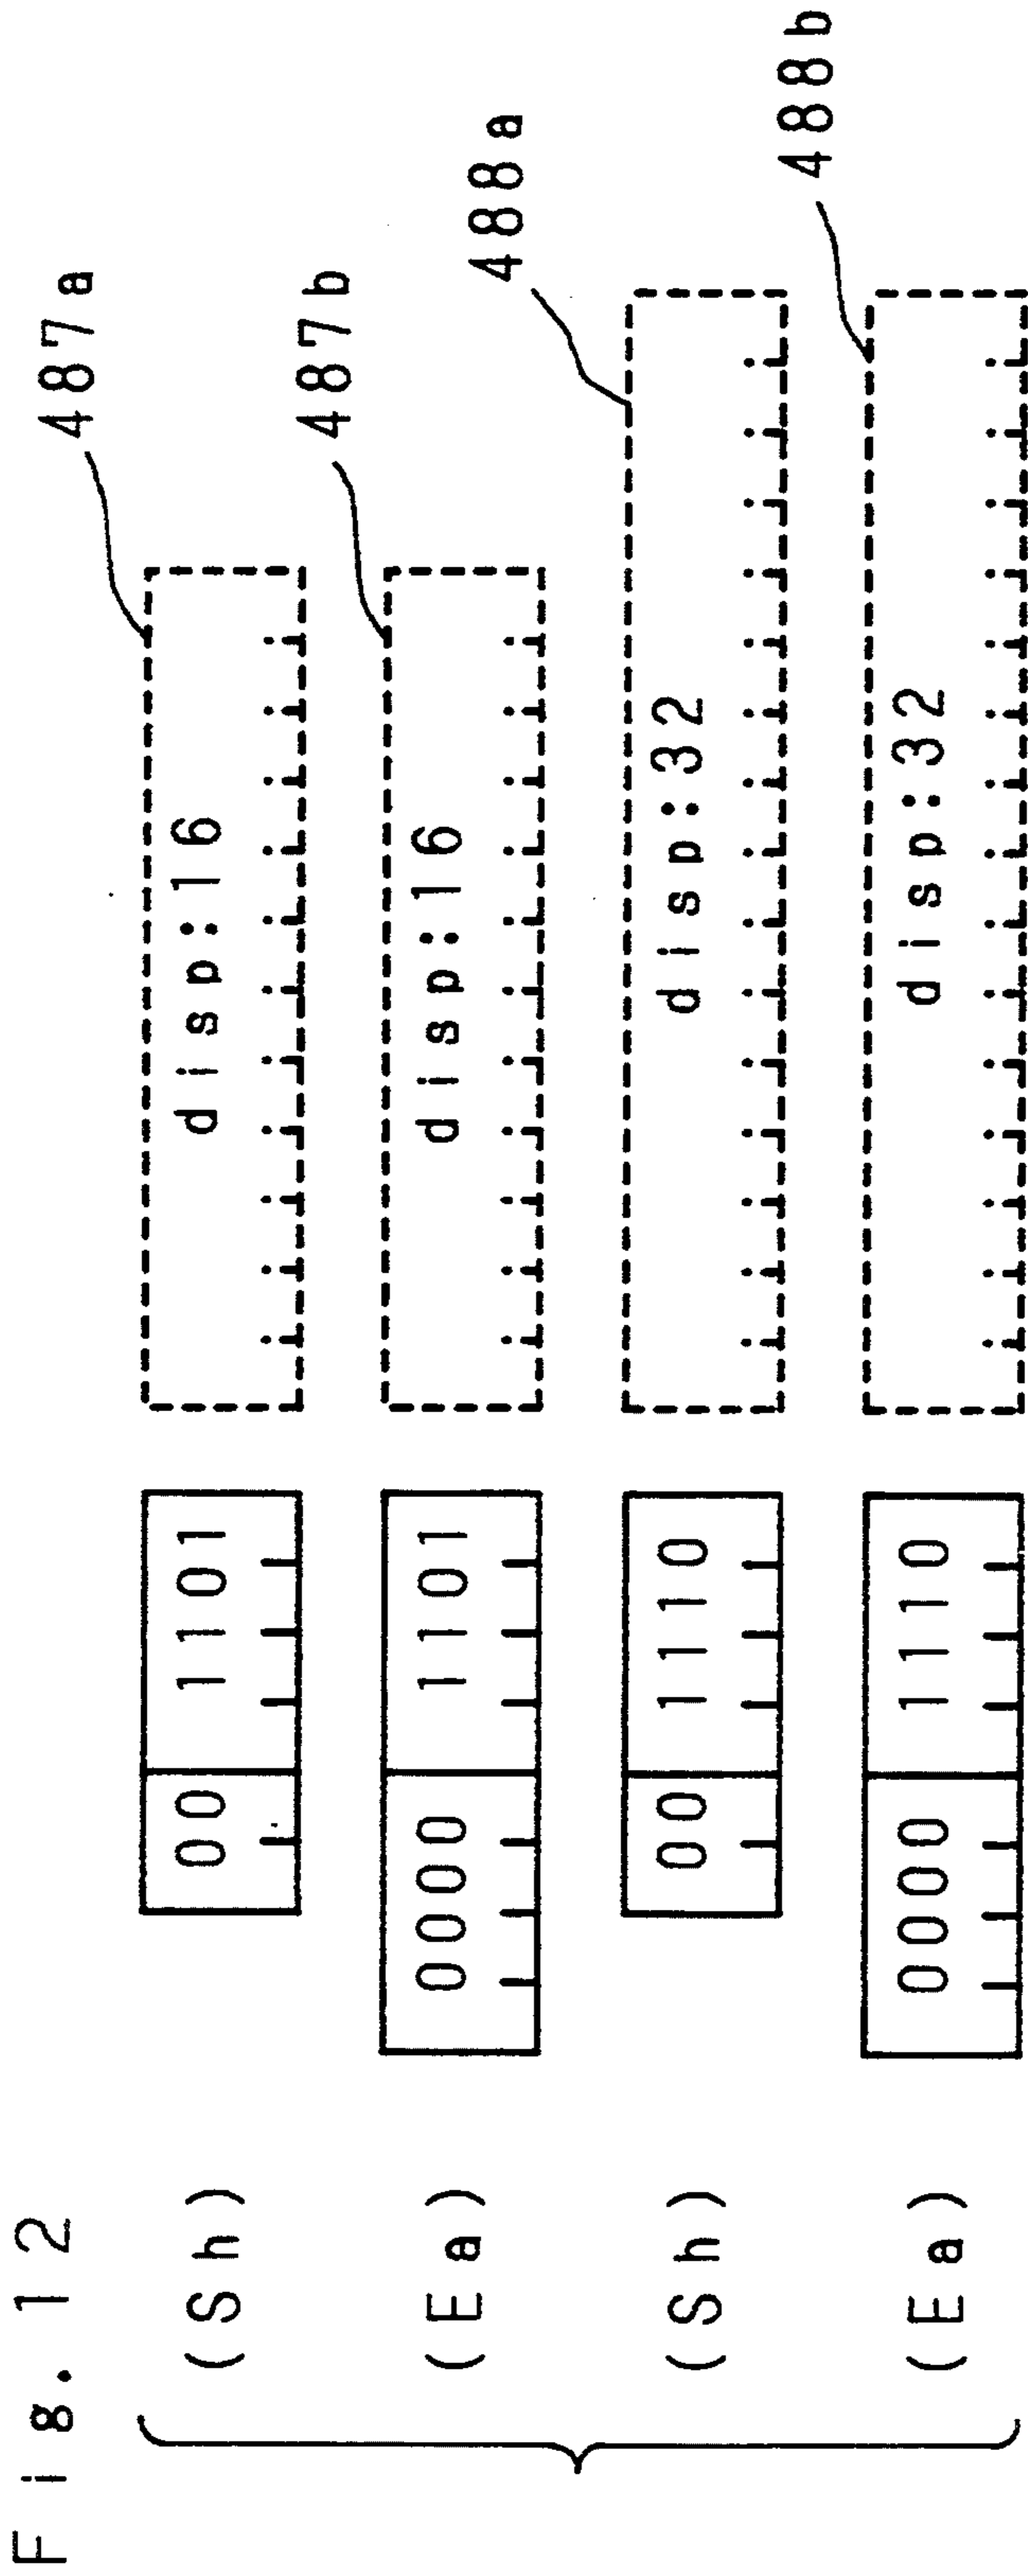 Fig. 12
(Sh) 00 1101 disp:16 487a
(Ea) 0000 1101 disp:16 487b
(Sh) 00 1110 disp:32 488a
(Ea) 0000 1110 disp:32 488b